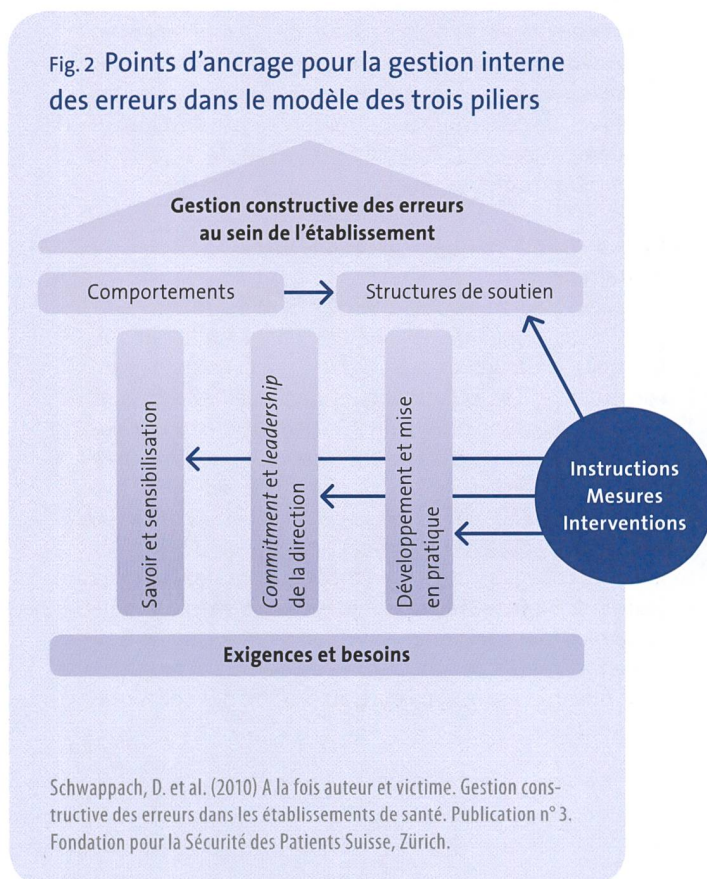 Fig. 2 Points d’ancrage pour la gestion interne
des erreurs dans le modèle des trois piliers
Gestion constructive des erreurs
au sein de l’établissement
Comportements
Structures de soutien
Savoir et sensibilisation
Commitment et leadership
de la direction
Développement et mise
en pratique
Instructions
Mesures
Interventions
Exigences et besoins
Schwappach, D. et al. (2010) A la fois auteur et victime. Gestion cons-
tructive des erreurs dans les établissements de santé. Publication n° 3.
Fondation pour la Sécurité des Patients Suisse, Zürich.